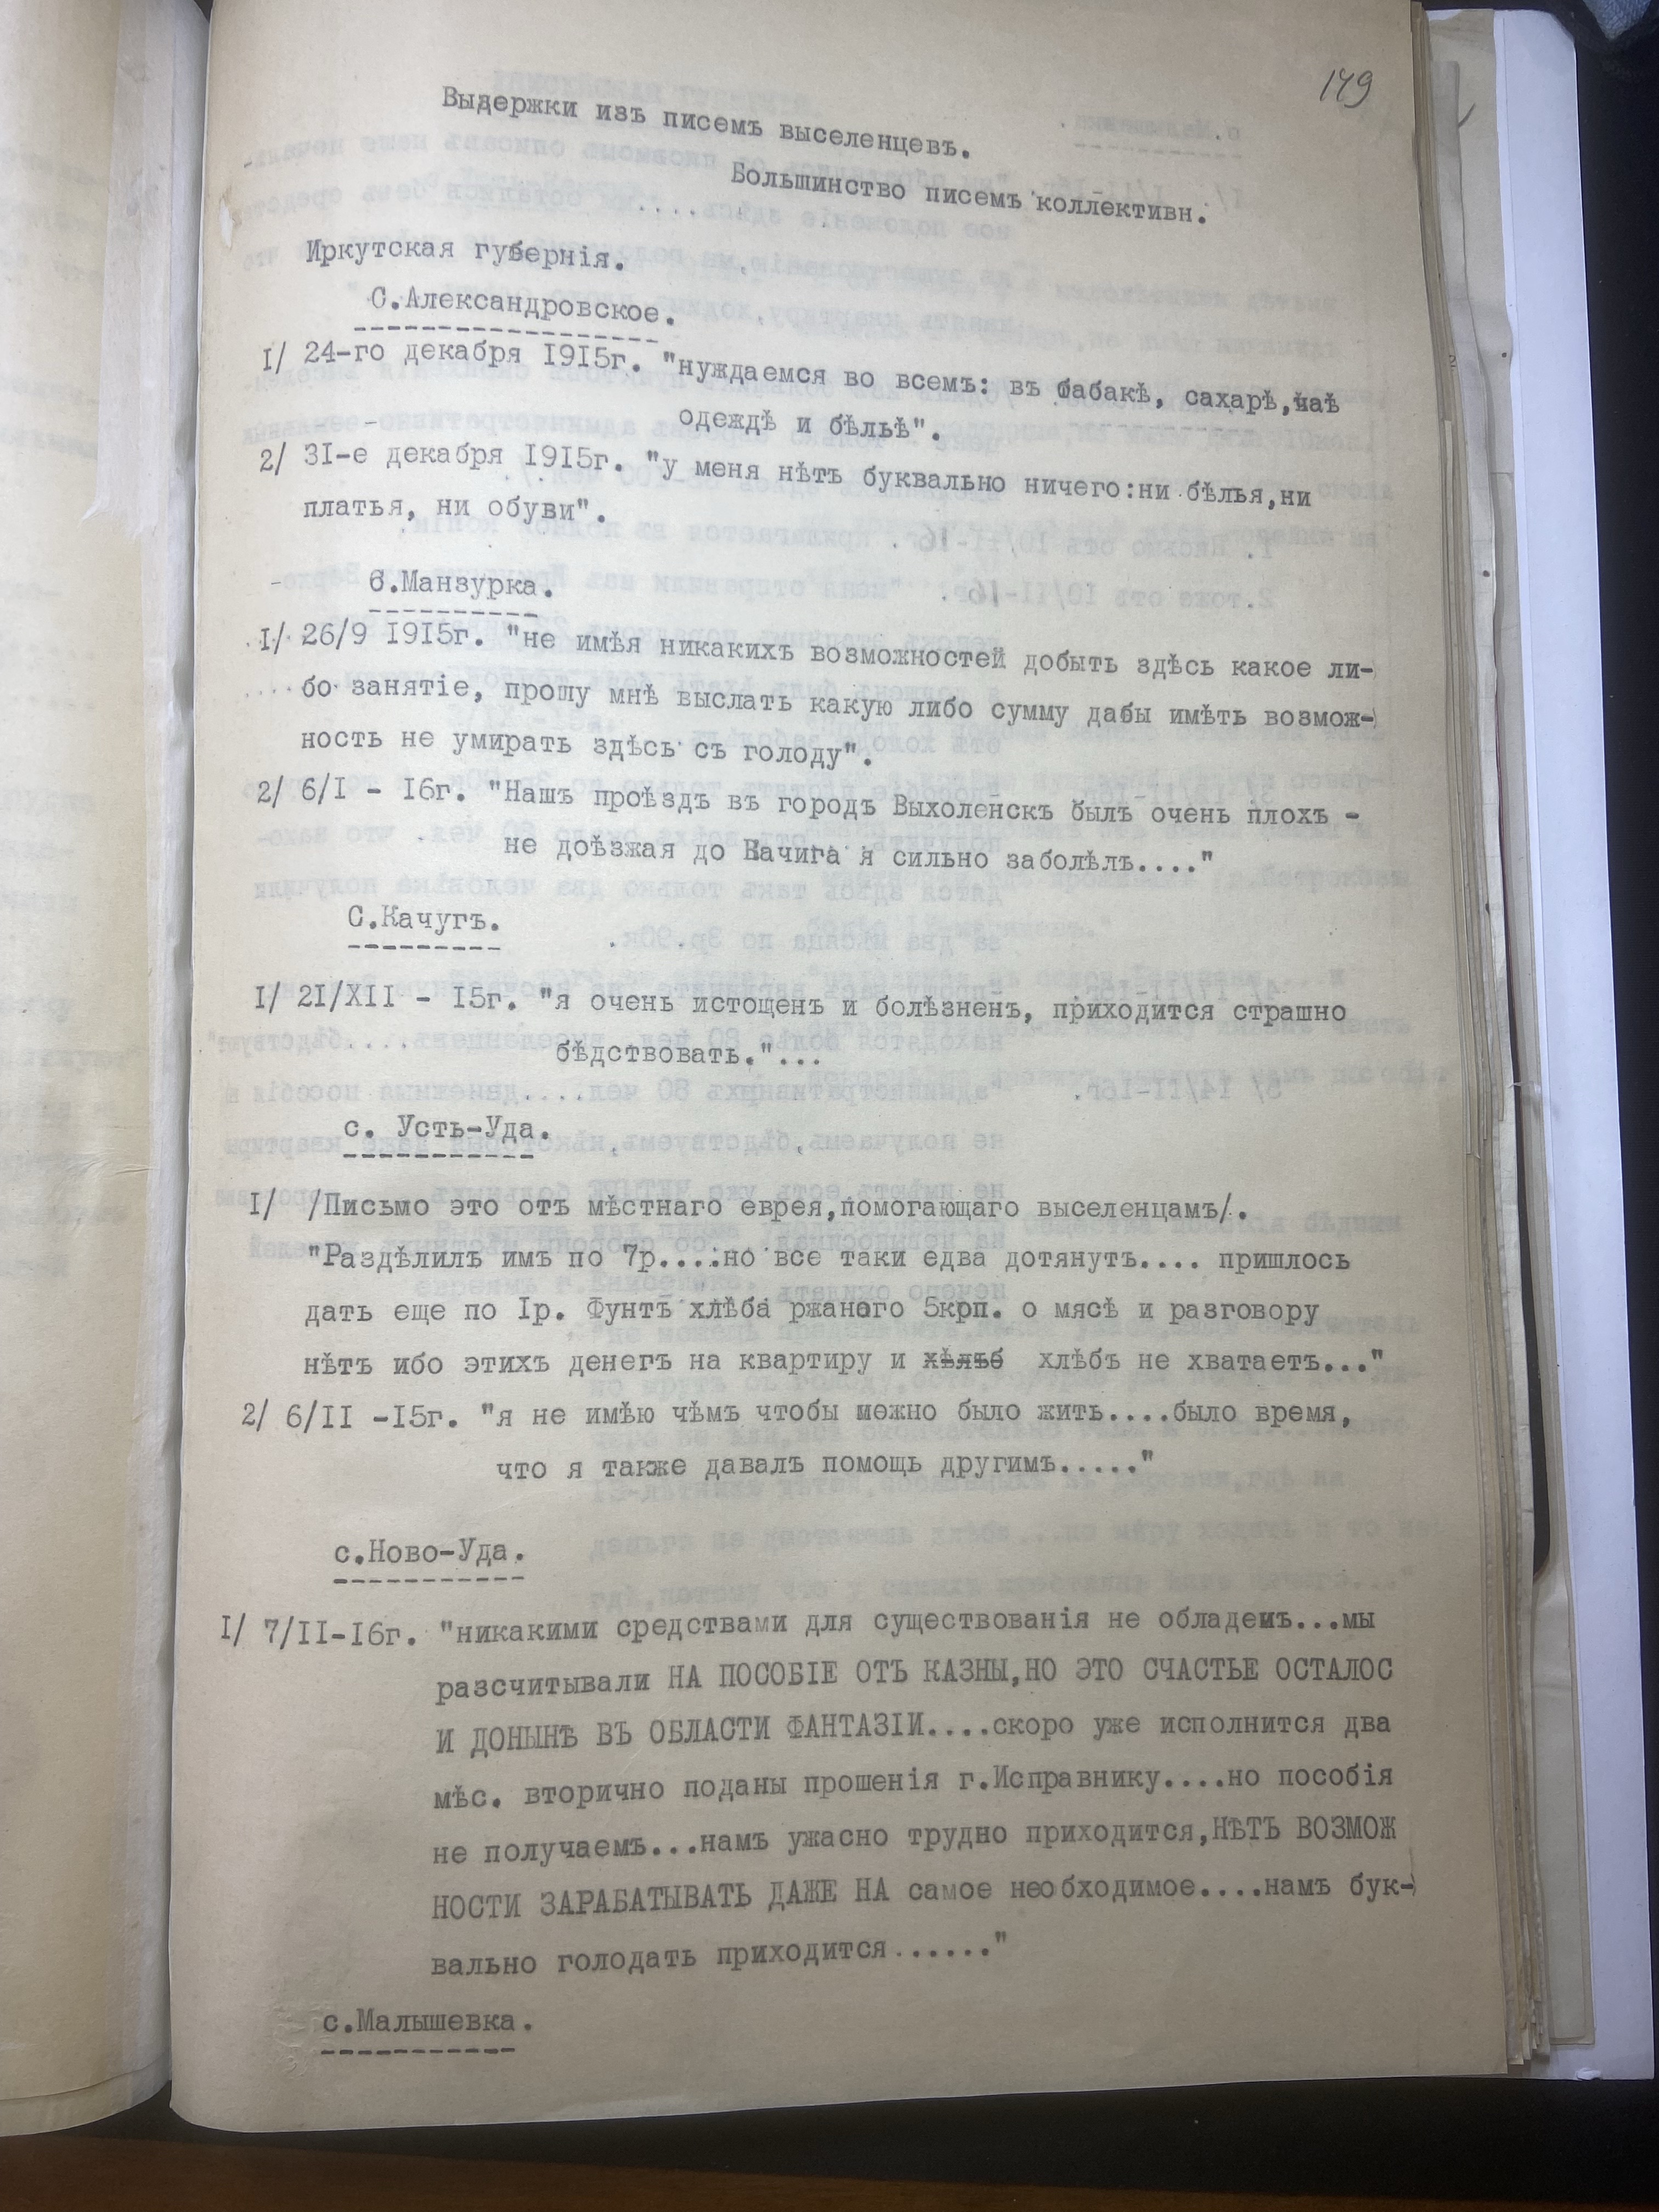 179
Выдержки изъ писемъ выселенцевъ.
Большинство писемъ коллективн.
Иркутская губернія.
С.Александровское.
I/ 24-го декабря I9I5г. "нуждаемся во всемъ: въ табакѣ, сахарѣ,чаѣ
одеждѣ и бѣльѣ".
2/ 3I-е декабря I9I5г. "у меня нѣтъ буквально ничего:ни бѣлья,ни
платья, ни обуви".
С.Манзурка.
I/ 26/9 I9I5г. "не имѣя никакихъ возможностей добыть здѣсь какое ли-
бо занятіе, прошу мнѣ выслать какую либо сумму дабы имѣть возмож-
ность не умирать здѣсь съ голоду".
2/ 6/I - I6г. "Нашъ проѣздъ въ городъ Выхоленскъ былъ очень плохъ -
не доѣзжая до Качига я сильно заболѣлъ...."
С.Качугъ.
I/ 2I/XII - I5г. "я очень истощенъ и болѣзненъ, приходится страшно
бѣдствовать."...
с. Усть-Уда.
I/ /Письмо это отъ мѣстнаго еврея,помогающаго выселенцамъ/.
"Раздѣлилъ имъ по 7р....но все таки едва дотянутъ.... пришлось
дать еще по Iр. Фунтъ хлѣба ржаного 5крп. о мясѣ и разговору
нѣтъ ибо этихъ денегъ на квартиру и хѣлъб хлѣбъ не хватаетъ..."
2/ 6/II -I5г. "я не имѣю чѣмъ чтобы можно было жить....было время,
что я также давалъ помощь другимъ....."
с.Ново-Уда.
I/ 7/II-I6г. "никакими средствами для существованія не обладемъ...мы
разсчитывали НА ПОСОБІЕ ОТЪ КАЗНЫ,НО ЭТО СЧАСТЬЕ ОСТАЛОС
И ДОНЫНѢ ВЪ ОБЛАСТИ ФАНТАЗІИ....скоро уже исполнится два
мѣс. вторично поданы прошенія г.Исправнику....но пособія
не получаемъ...намъ ужасно трудно приходится,НѢТЪ ВОЗМОЖ
НОСТИ ЗАРАБАТЫВАТЬ ДАЖЕ НА самое необходимое....намъ бук-
вально голодать приходится......"
с.Малышевка.